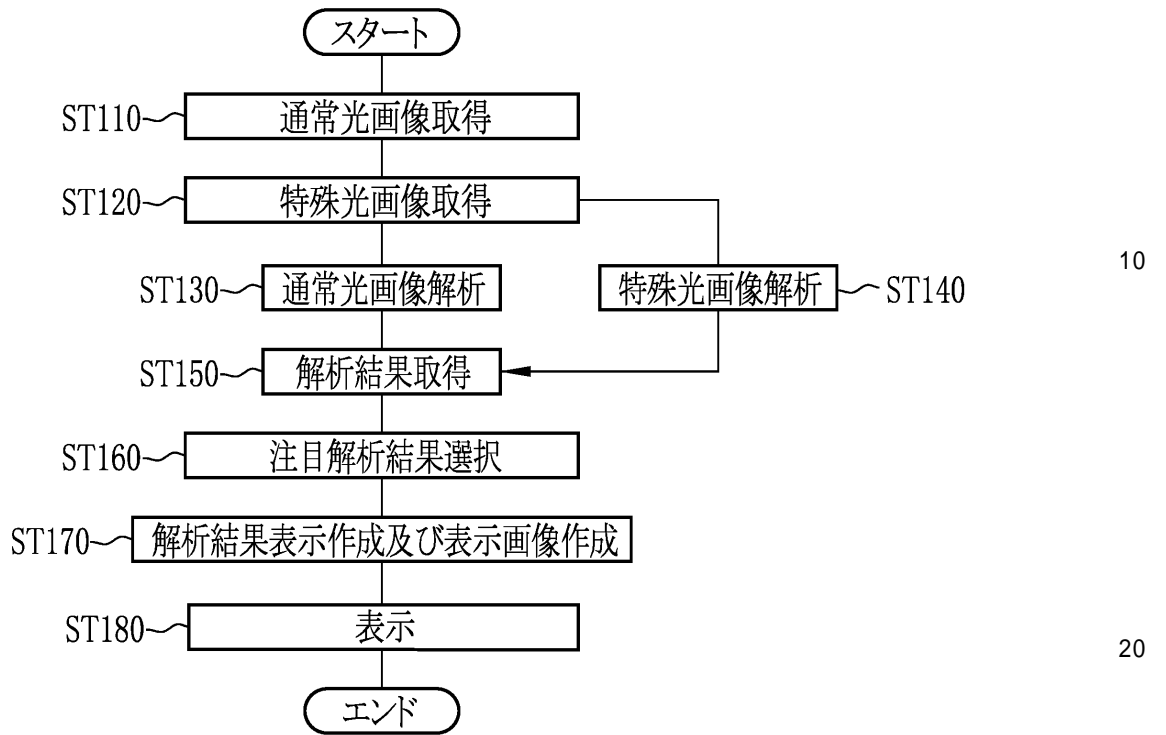 スタート
ST110 通常光画像取得
ST120 特殊光画像取得
10
ST130 通常光画像解析 特殊光画像解析 ST140
ST150 解析結果取得
ST160 注目解析結果選択
ST170 解析結果表示作成及び表示画像作成
ST180 表示
20
エンド